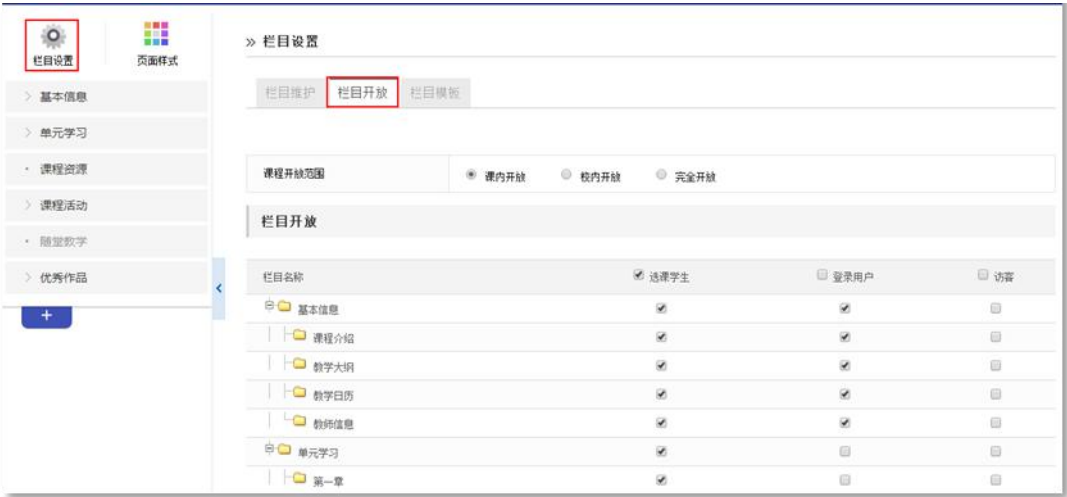 栏目设置 页面样式
基本信息
单元学习
课程资源
课程活动
随堂教学
优秀作品
+
» 栏目设置
栏目维护 栏目开放 栏目模板
课程开放范围 课内开放 校内开放 完全开放
栏目开放
栏目名称 选课学生 登录用户 访客
基本信息
课程介绍
教学大纲
教学日历
教师信息
单元学习
第一章